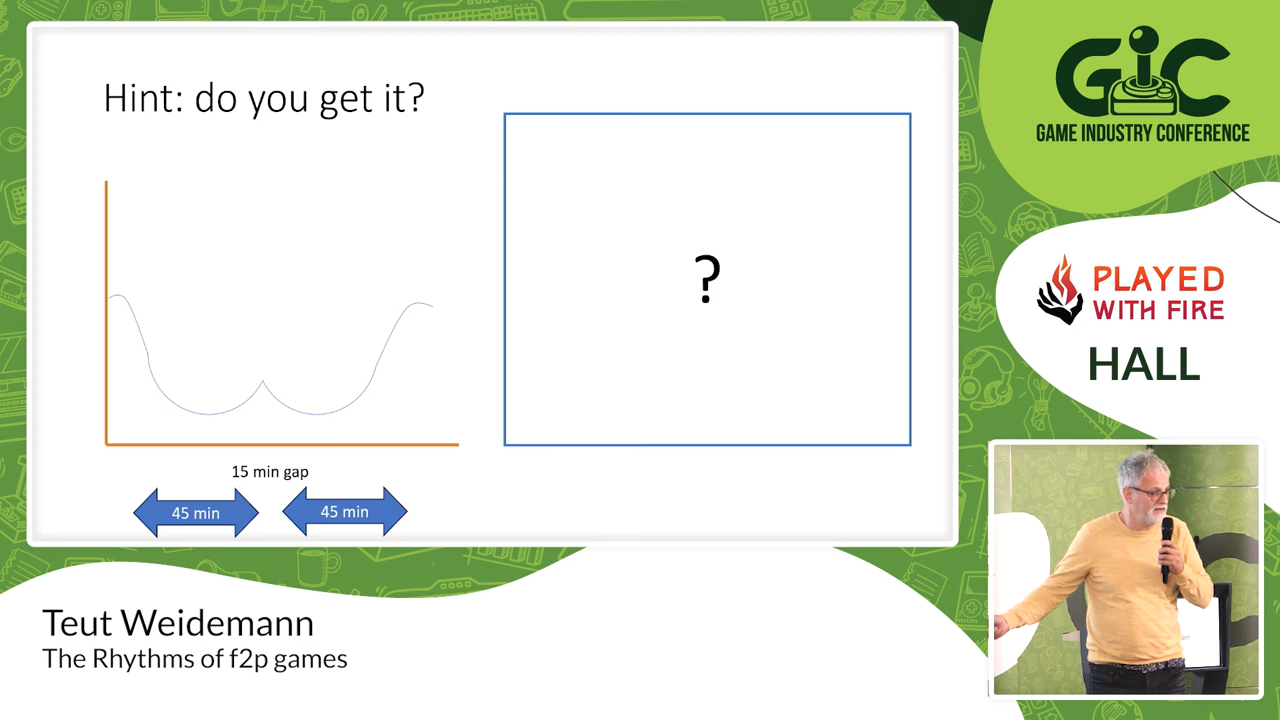 Hint: do you get it?
?
15 min gap
45 min
45 min
GIC
GAME INDUSTRY CONFERENCE
PLAYED
WITH FIRE
HALL
Teut Weidemann
The Rhythms of f2p games